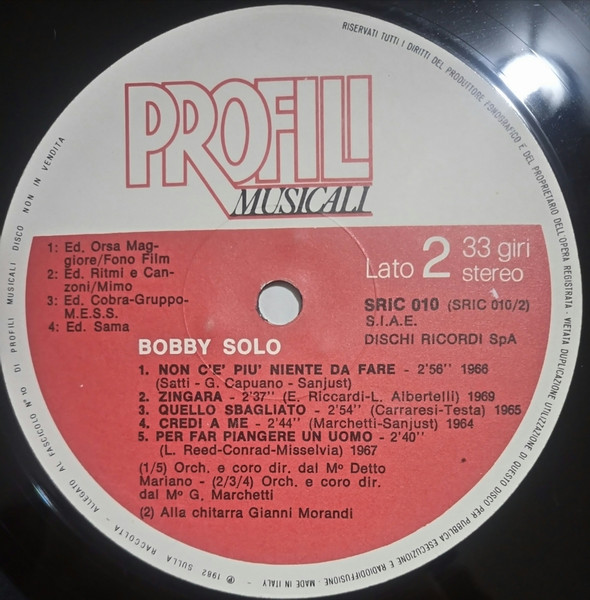 PROFILI
MUSICALI
1: Ed. Orsa Mag-
giore/Fono Film
2: Ed. Ritmi e Can-
zoni/Mimo
3: Ed. Cobra-Gruppo-
M.E.S.S.
4: Ed. Sama
Lato 2 33 giri
stereo
SRIC 010 (SRIC 010/2)
S.I.A.E.
DISCHI RICORDI SpA
BOBBY SOLO
1. NON C'E' PIU' NIENTE DA FARE - 2'56'' 1966
(Satti - G. Capuano - Sanjust)
2. ZINGARA - 2'37'' (E. Riccardi-L. Albertelli) 1969
3. QUELLO SBAGLIATO - 2'54'' (Carraresi-Testa) 1965
4. CREDI A ME - 2'44'' (Marchetti-Sanjust) 1964
5. PER FAR PIANGERE UN UOMO - 2'40''
(L. Reed-Conrad-Misselvia) 1967
(1/5) Orch. e coro dir. dal Mº Detto
Mariano - (2/3/4) Orch. e coro dir.
dal Mº G. Marchetti
(2) Alla chitarra Gianni Morandi
RISERVATI TUTTI I DIRITTI DEL PRODUTTORE FONOGRAFICO E DEL PROPRIETARIO DELL'OPERA REGISTRATA - VIETATA DUPLICAZIONE UTILIZZAZIONE DI QUESTO DISCO PER PUBBLICA ESECUZIONE E RADIODIFFUSIONE - MADE IN ITALY - ℗ 1982 SULLA RACCOLTA - ALLEGATO AL FASCICOLO Nº 10 DI PROFILI MUSICALI DISCO NON IN VENDITA